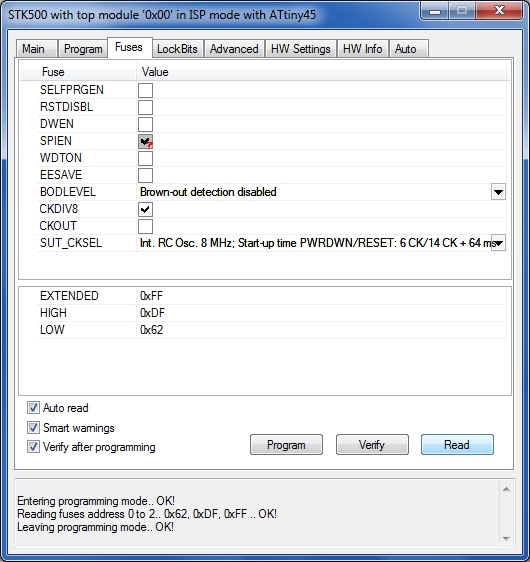 STK500 with top module '0x00' in ISP mode with ATtiny45
Main Program Fuses LockBits Advanced HW Settings HW Info Auto
Fuse Value
SELFPRGEN
RSTDISBL
DWEN
SPIEN
WDTON
EESAVE
BODLEVEL Brown-out detection disabled
CKDIV8
CKOUT
SUT_CKSEL Int. RC Osc. 8 MHz; Start-up time PWRDWN/RESET: 6 CK/14 CK + 64 ms
EXTENDED 0xFF
HIGH 0xDF
LOW 0x62
Auto read
Smart warnings
Verify after programming
Program Verify Read
Entering programming mode.. OK!
Reading fuses address 0 to 2.. 0x62, 0xDF, 0xFF .. OK!
Leaving programming mode.. OK!